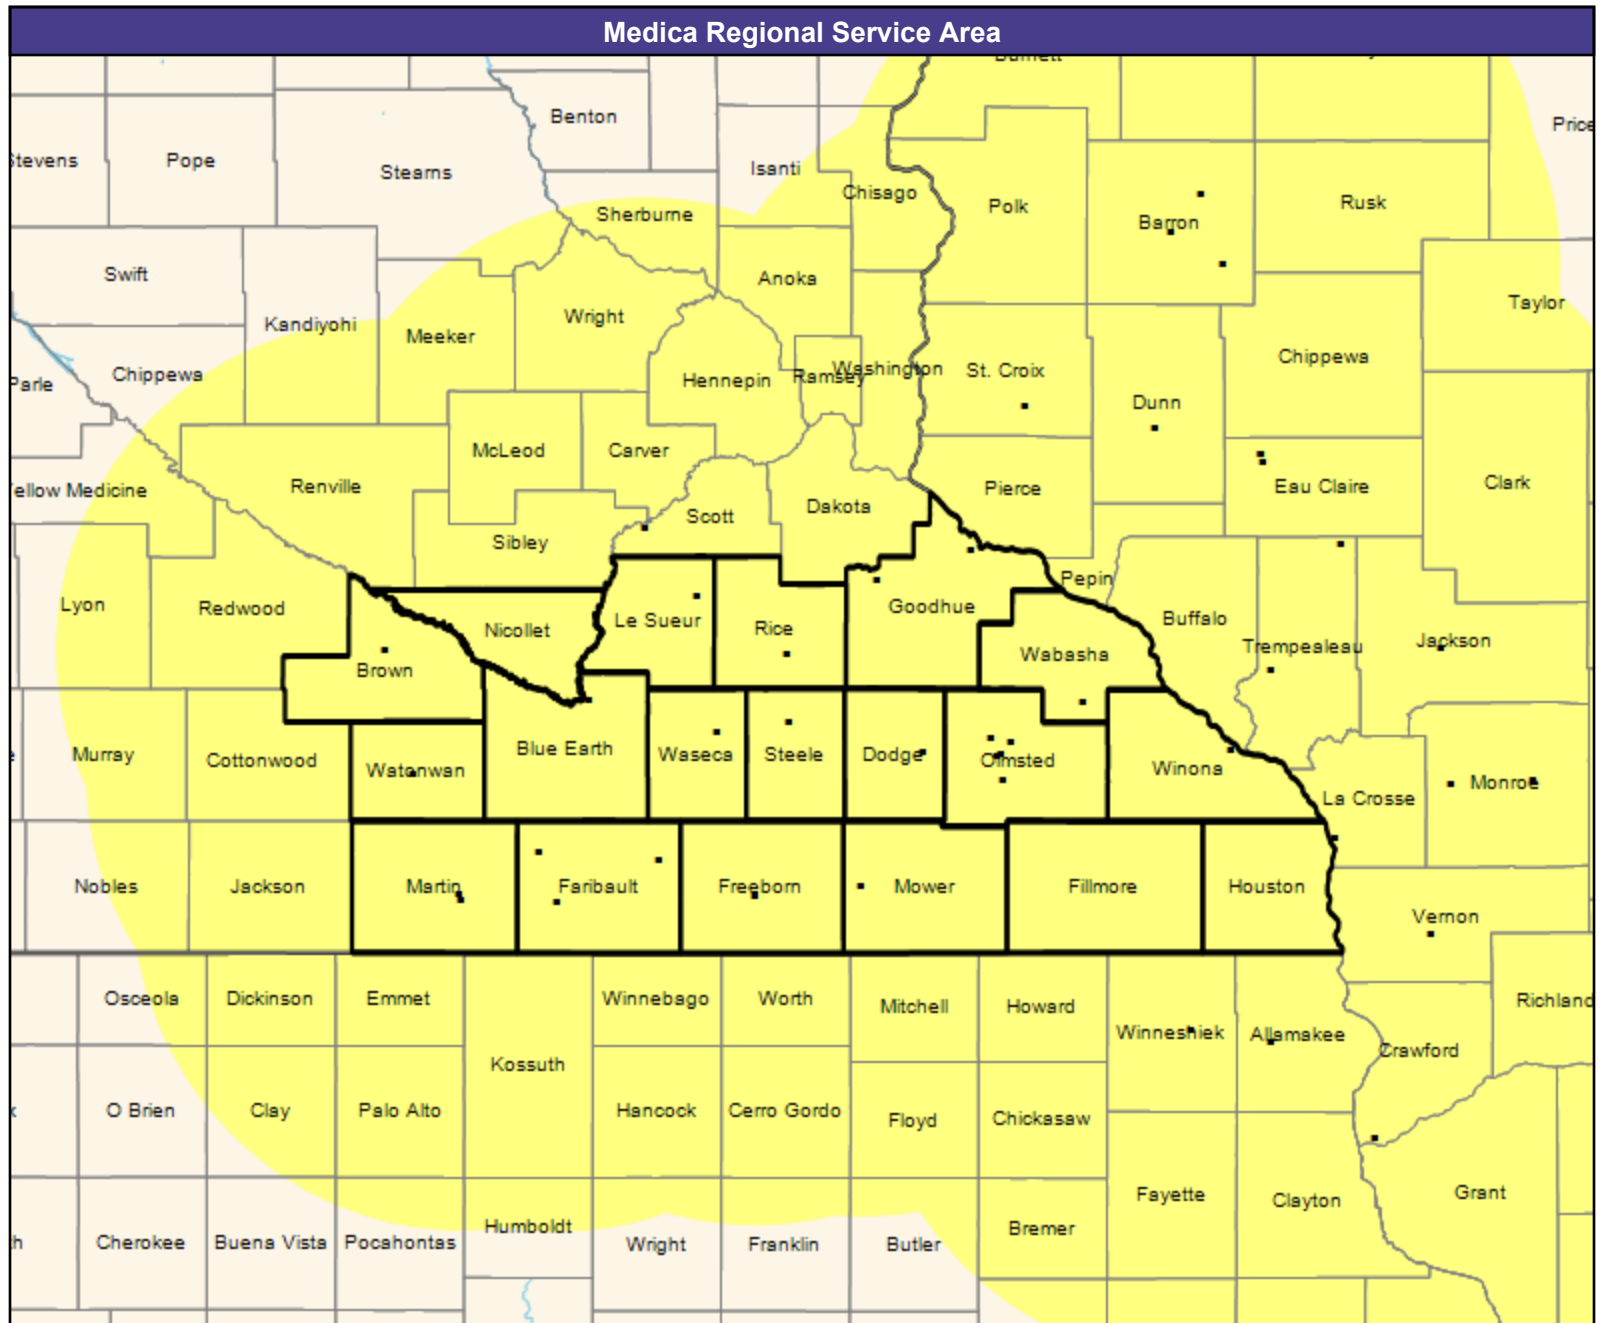 Medica Regional Service Area
Benton
Price
Stevens
Pope
Stearns
Isanti
Chisago
Sherburne
Polk
Barron
Rusk
Swift
Anoka
Taylor
Kandiyohi
Wright
Meeker
Chippewa
Parle
Chippewa
Hennepin
Ramsey
Washington
St. Croix
Dunn
McLeod
Carver
Renville
Yellow Medicine
Pierce
Eau Claire
Clark
Scott
Dakota
Sibley
Pepin
Lyon
Redwood
Nicollet
Le Sueur
Rice
Goodhue
Buffalo
Trempealeau
Jackson
Brown
Wabasha
Murray
Cottonwood
Watonwan
Blue Earth
Waseca
Steele
Dodge
Olmsted
Winona
La Crosse
Monroe
Nobles
Jackson
Martin
Faribault
Freeborn
Mower
Fillmore
Houston
Vernon
Osceola
Dickinson
Emmet
Winnebago
Worth
Mitchell
Howard
Richland
Winneshiek
Allamakee
Crawford
Kossuth
O Brien
Clay
Palo Alto
Hancock
Cerro Gordo
Floyd
Chickasaw
Fayette
Clayton
Grant
Humboldt
Bremer
Cherokee
Buena Vista
Pocahontas
Wright
Franklin
Butler